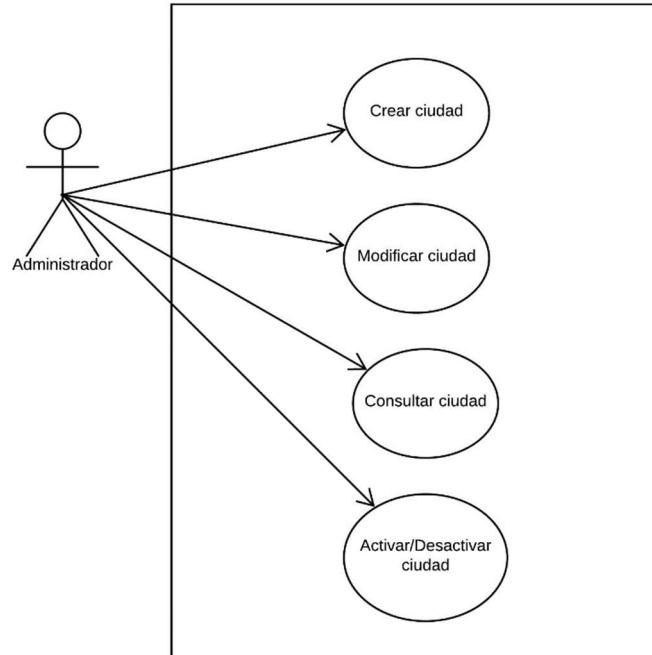 Crear ciudad
Administrador
Modificar ciudad
Consultar ciudad
Activar/Desactivar
ciudad